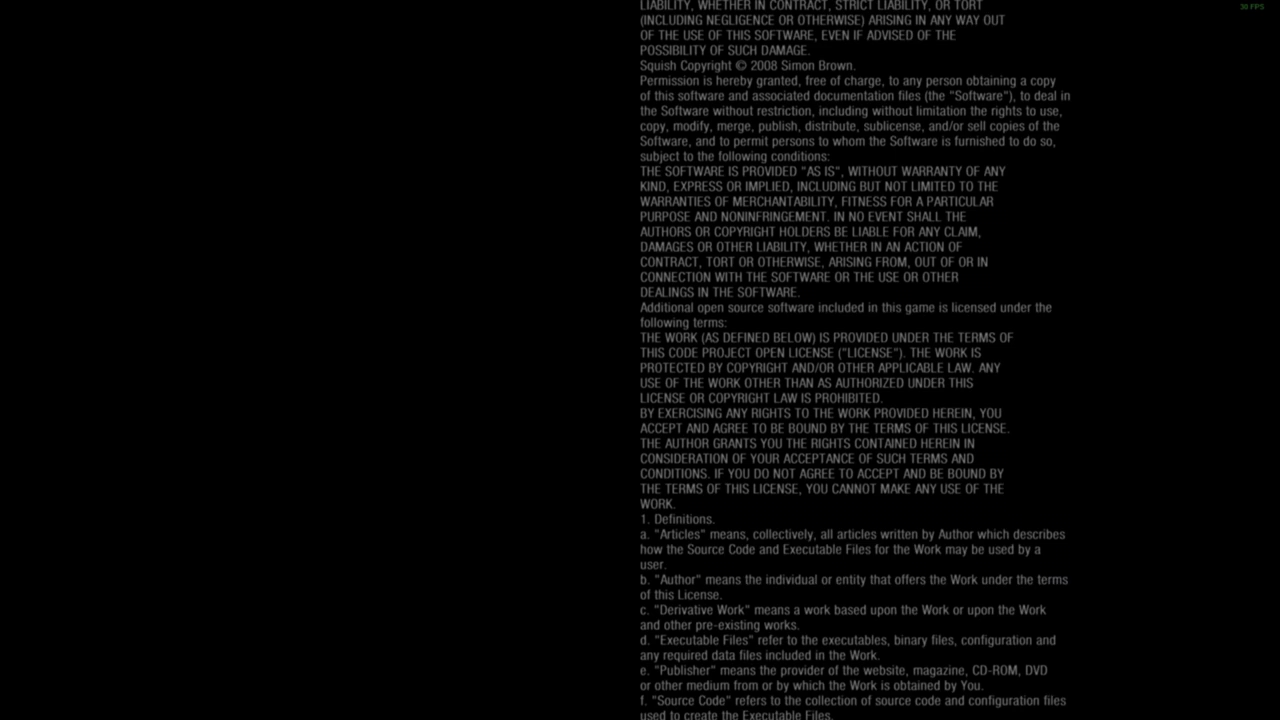 30 FPS
LIABILITY, WHETHER IN CONTRACT, STRICT LIABILITY, OR TORT
(INCLUDING NEGLIGENCE OR OTHERWISE) ARISING IN ANY WAY OUT
OF THE USE OF THIS SOFTWARE, EVEN IF ADVISED OF THE
POSSIBILITY OF SUCH DAMAGE.
Squish Copyright © 2008 Simon Brown.
Permission is hereby granted, free of charge, to any person obtaining a copy
of this software and associated documentation files (the "Software"), to deal in
the Software without restriction, including without limitation the rights to use,
copy, modify, merge, publish, distribute, sublicense, and/or sell copies of the
Software, and to permit persons to whom the Software is furnished to do so,
subject to the following conditions:
THE SOFTWARE IS PROVIDED "AS IS", WITHOUT WARRANTY OF ANY
KIND, EXPRESS OR IMPLIED, INCLUDING BUT NOT LIMITED TO THE
WARRANTIES OF MERCHANTABILITY, FITNESS FOR A PARTICULAR
PURPOSE AND NONINFRINGEMENT. IN NO EVENT SHALL THE
AUTHORS OR COPYRIGHT HOLDERS BE LIABLE FOR ANY CLAIM,
DAMAGES OR OTHER LIABILITY, WHETHER IN AN ACTION OF
CONTRACT, TORT OR OTHERWISE, ARISING FROM, OUT OF OR IN
CONNECTION WITH THE SOFTWARE OR THE USE OR OTHER
DEALINGS IN THE SOFTWARE.
Additional open source software included in this game is licensed under the
following terms:
THE WORK (AS DEFINED BELOW) IS PROVIDED UNDER THE TERMS OF
THIS CODE PROJECT OPEN LICENSE ("LICENSE"). THE WORK IS
PROTECTED BY COPYRIGHT AND/OR OTHER APPLICABLE LAW. ANY
USE OF THE WORK OTHER THAN AS AUTHORIZED UNDER THIS
LICENSE OR COPYRIGHT LAW IS PROHIBITED.
BY EXERCISING ANY RIGHTS TO THE WORK PROVIDED HEREIN, YOU
ACCEPT AND AGREE TO BE BOUND BY THE TERMS OF THIS LICENSE.
THE AUTHOR GRANTS YOU THE RIGHTS CONTAINED HEREIN IN
CONSIDERATION OF YOUR ACCEPTANCE OF SUCH TERMS AND
CONDITIONS. IF YOU DO NOT AGREE TO ACCEPT AND BE BOUND BY
THE TERMS OF THIS LICENSE, YOU CANNOT MAKE ANY USE OF THE
WORK.
1. Definitions.
a. "Articles" means, collectively, all articles written by Author which describes
how the Source Code and Executable Files for the Work may be used by a
user.
b. "Author" means the individual or entity that offers the Work under the terms
of this License.
c. "Derivative Work" means a work based upon the Work or upon the Work
and other pre-existing works.
d. "Executable Files" refer to the executables, binary files, configuration and
any required data files included in the Work.
e. "Publisher" means the provider of the website, magazine, CD-ROM, DVD
or other medium from or by which the Work is obtained by You.
f. "Source Code" refers to the collection of source code and configuration files
used to create the Executable Files.